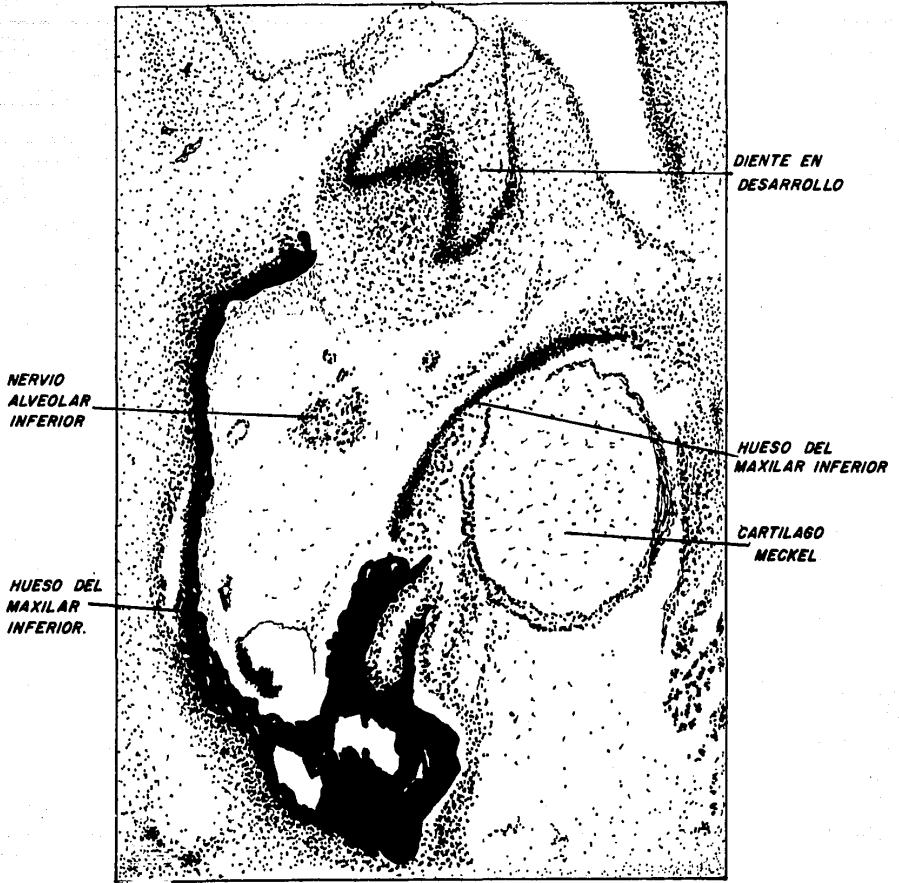 DIENTE EN
DESARROLLO
NERVIO
ALVEOLAR
INFERIOR
HUESO DEL
MAXILAR INFERIOR
CARTILAGO
MECKEL
HUESO DEL
MAXILAR
INFERIOR.